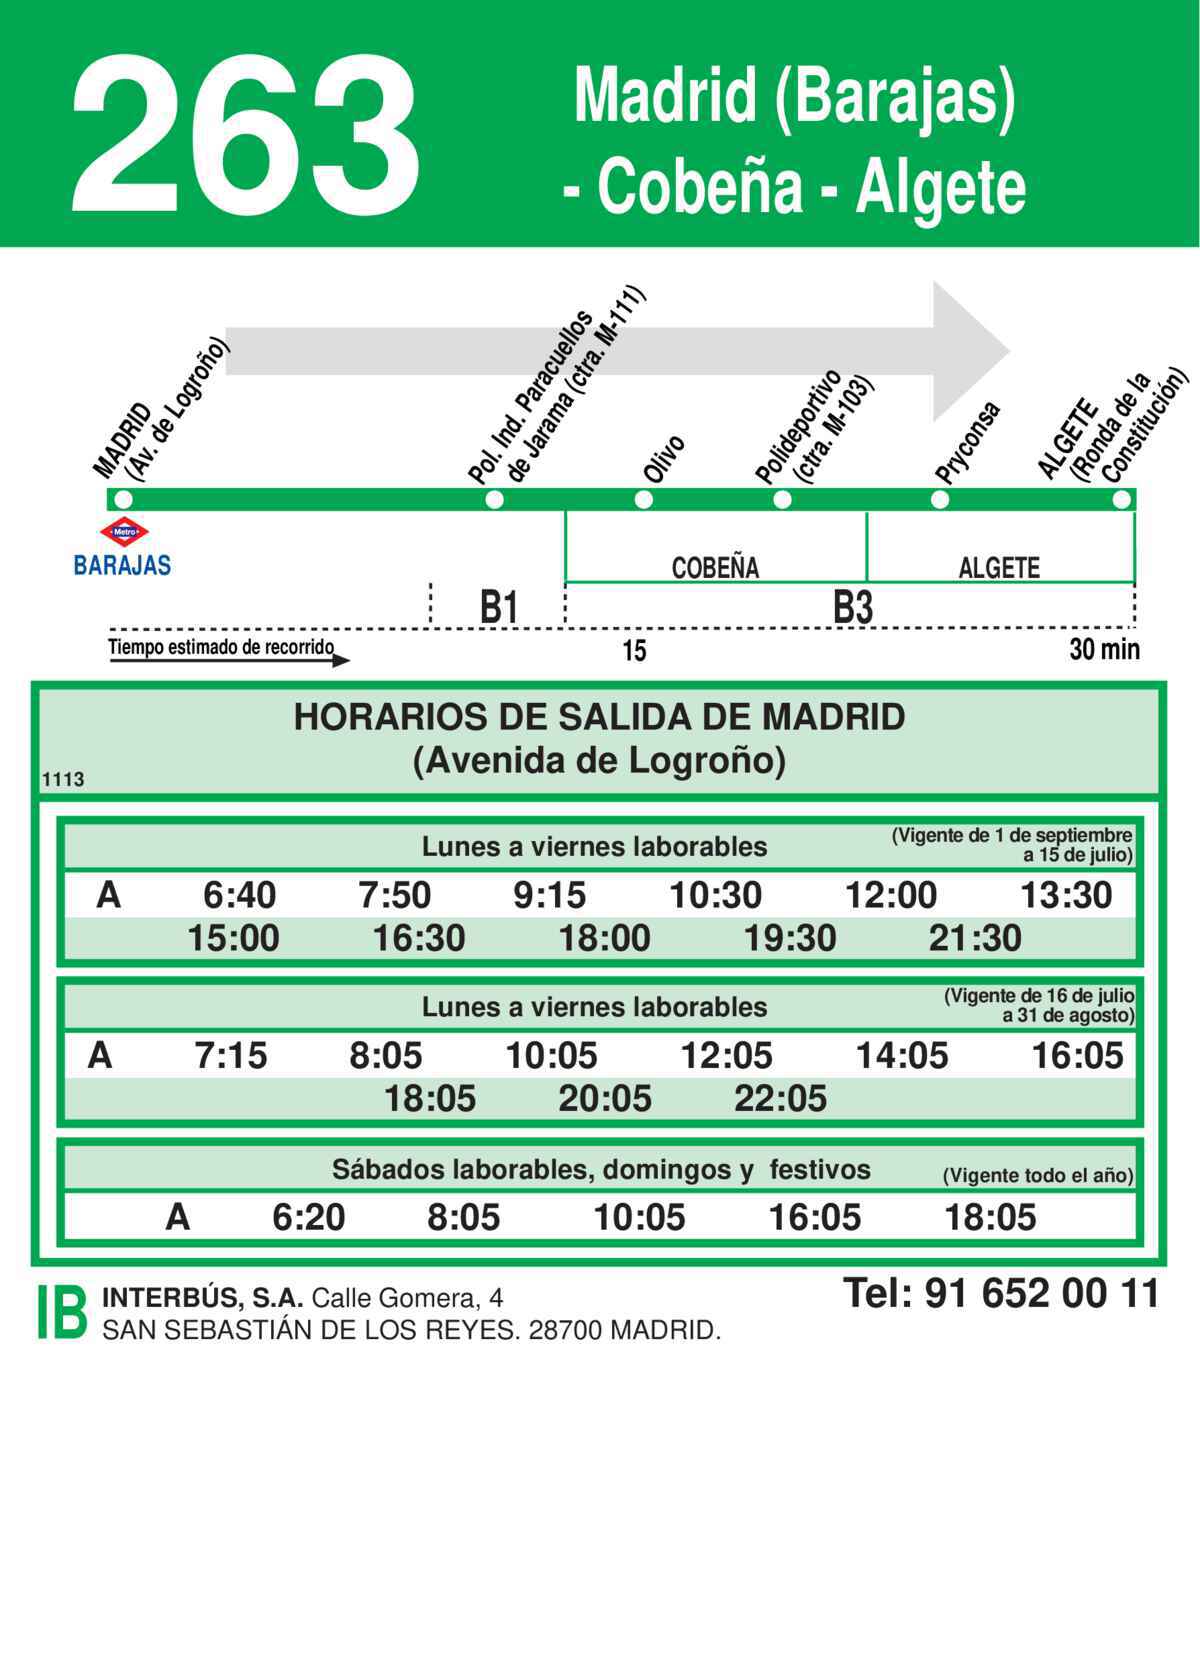 263
Madrid (Barajas)
- Cobeña - Algete
MADRID
(Av. de Logroño)
Pol. Ind. Paracuellos
de Jarama (ctra. M-111)
Olivo
Polideportivo
(ctra. M-103)
Pryconsa
ALGETE
(Ronda de la
Constitución)
Metro
BARAJAS
COBEÑA ALGETE
B1 B3
Tiempo estimado de recorrido 15 30 min
HORARIOS DE SALIDA DE MADRID
(Avenida de Logroño)
1113
Lunes a viernes laborables (Vigente de 1 de septiembre
a 15 de julio)
A 6:40 7:50 9:15 10:30 12:00 13:30
15:00 16:30 18:00 19:30 21:30
Lunes a viernes laborables (Vigente de 16 de julio
a 31 de agosto)
A 7:15 8:05 10:05 12:05 14:05 16:05
18:05 20:05 22:05
Sábados laborables, domingos y festivos (Vigente todo el año)
A 6:20 8:05 10:05 16:05 18:05
IB INTERBÚS, S.A. Calle Gomera, 4 Tel: 91 652 00 11
SAN SEBASTIÁN DE LOS REYES. 28700 MADRID.